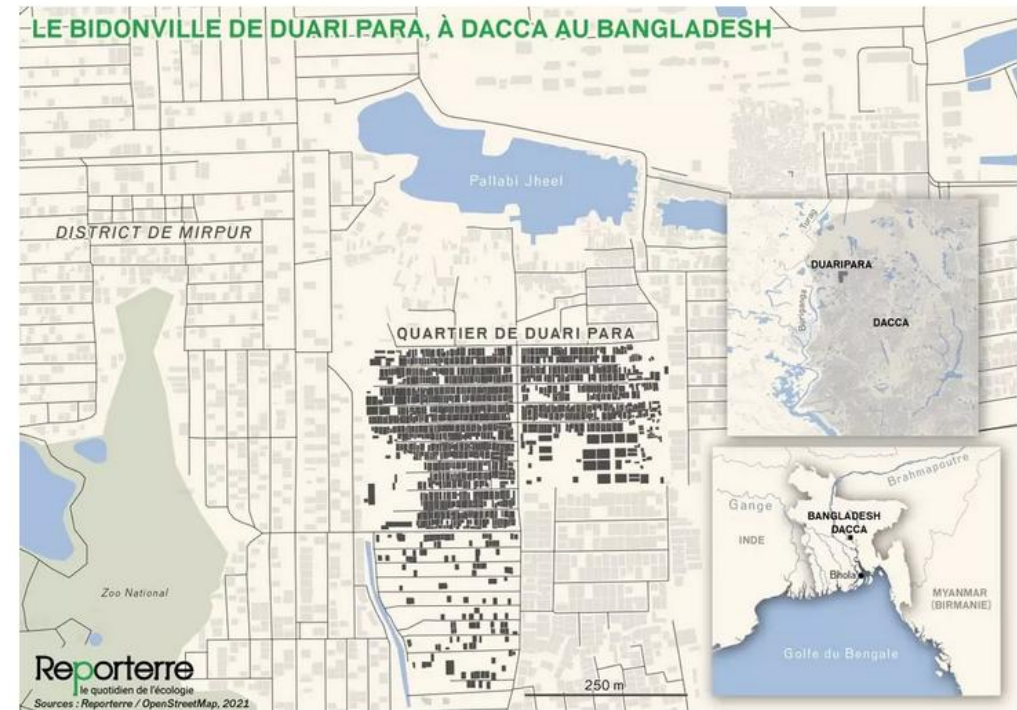 LE BIDONVILLE DE DUARI PARA, À DACCA AU BANGLADESH
Pallabi Jheel
DISTRICT DE MIRPUR
QUARTIER DE DUARI PARA
Zoo National
250 m
Turag
DUARIPARA
Buriganga
DACCA
Brahmapoutre
Gange
BANGLADESH
DACCA
INDE
Bhola
MYANMAR
(BIRMANIE)
Golfe du Bengale
Reporterre
le quotidien de l'écologie
Sources : Reporterre / OpenStreetMap, 2021